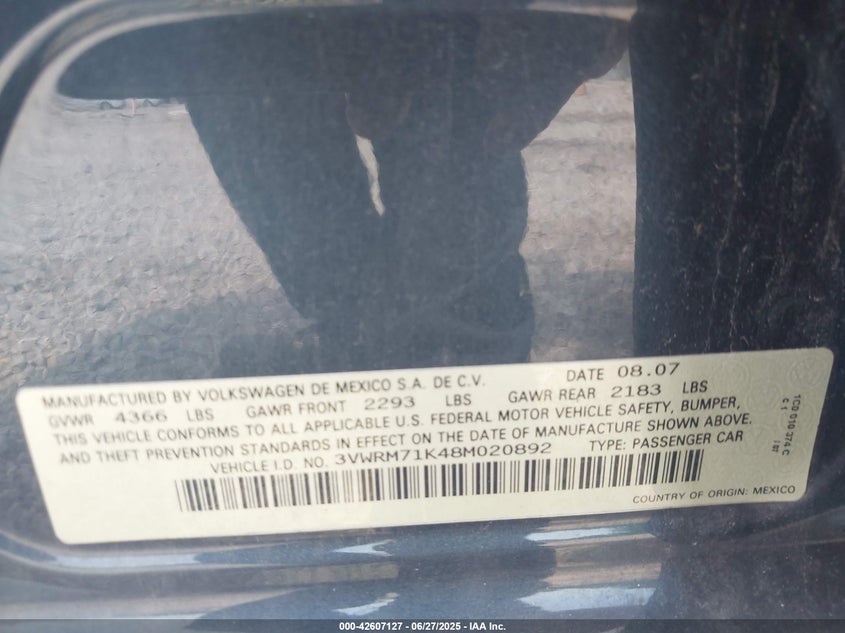 MANUFACTURED BY VOLKSWAGEN DE MEXICO S.A. DE C.V. DATE 08.07
GVWR 4366 LBS GAWR FRONT 2293 LBS GAWR REAR 2183 LBS
THIS VEHICLE CONFORMS TO ALL APPLICABLE U.S. FEDERAL MOTOR VEHICLE SAFETY, BUMPER,
AND THEFT PREVENTION STANDARDS IN EFFECT ON THE DATE OF MANUFACTURE SHOWN ABOVE.
VEHICLE I.D. NO. 3VWRM71K48M020892 TYPE: PASSENGER CAR
COUNTRY OF ORIGIN: MEXICO
1C0 010 374 C
000-42607127 - 06/27/2025 - IAA Inc.